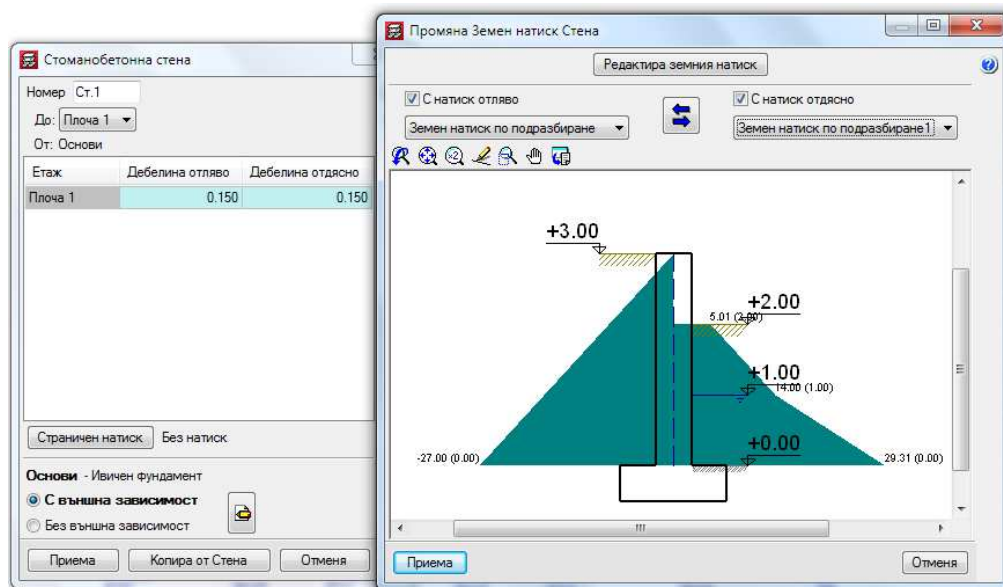 Стоманобетонна стена
Номер Ст.1
До: Плоча 1
От: Основи
Етаж Дебелина отляво Дебелина отдясно
Плоча 1 0.150 0.150
Страничен натиск Без натиск
Основи - Ивичен фундамент
С външна зависимост
Без външна зависимост
Приема Копира от Стена Отменя
Промяна Земен натиск Стена
Редактира земния натиск
С натиск отляво С натиск отдясно
Земен натиск по подразбиране Земен натиск по подразбиране1
+3.00
+2.00
5.01 (2.00)
+1.00
14.00 (1.00)
+0.00
-27.00 (0.00) 29.31 (0.00)
Приема Отменя